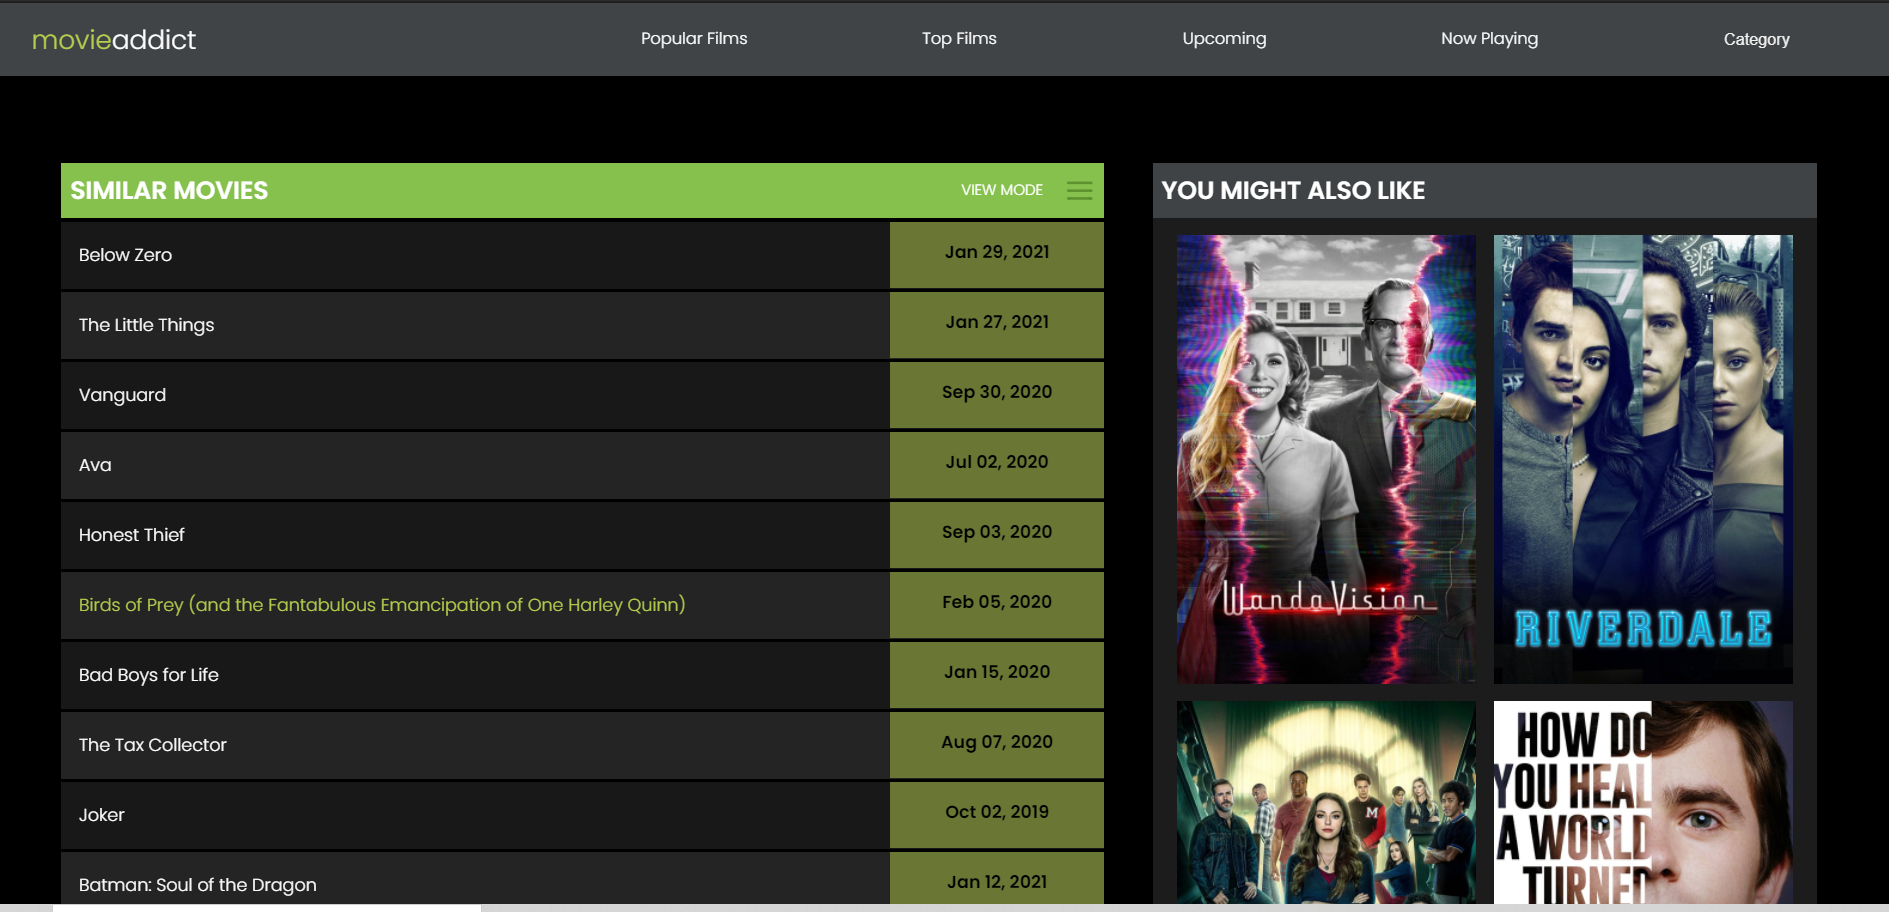 movieaddict
Popular Films
Top Films
Upcoming
Now Playing
Category
SIMILAR MOVIES
VIEW MODE
Below Zero
Jan 29, 2021
The Little Things
Jan 27, 2021
Vanguard
Sep 30, 2020
Ava
Jul 02, 2020
Honest Thief
Sep 03, 2020
Birds of Prey (and the Fantabulous Emancipation of One Harley Quinn)
Feb 05, 2020
Bad Boys for Life
Jan 15, 2020
The Tax Collector
Aug 07, 2020
Joker
Oct 02, 2019
Batman: Soul of the Dragon
Jan 12, 2021
YOU MIGHT ALSO LIKE
WandaVision
RIVERDALE
M
HOW DO
YOU HEAL
A WORLD
TURNED